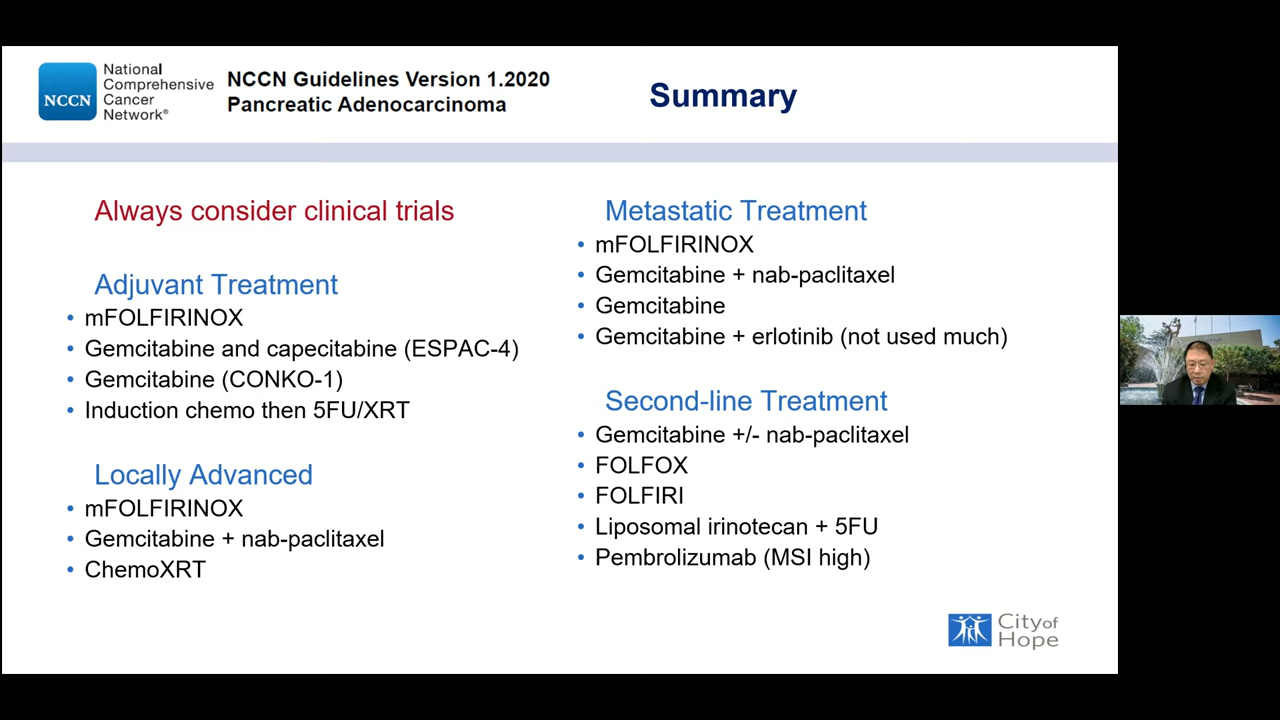 National
Comprehensive
Cancer
Network®
NCCN
NCCN Guidelines Version 1.2020
Pancreatic Adenocarcinoma
Summary
Always consider clinical trials
Adjuvant Treatment
• mFOLFIRINOX
• Gemcitabine and capecitabine (ESPAC-4)
• Gemcitabine (CONKO-1)
• Induction chemo then 5FU/XRT
Locally Advanced
• mFOLFIRINOX
• Gemcitabine + nab-paclitaxel
• ChemoXRT
Metastatic Treatment
• mFOLFIRINOX
• Gemcitabine + nab-paclitaxel
• Gemcitabine
• Gemcitabine + erlotinib (not used much)
Second-line Treatment
• Gemcitabine +/- nab-paclitaxel
• FOLFOX
• FOLFIRI
• Liposomal irinotecan + 5FU
• Pembrolizumab (MSI high)
City of
Hope